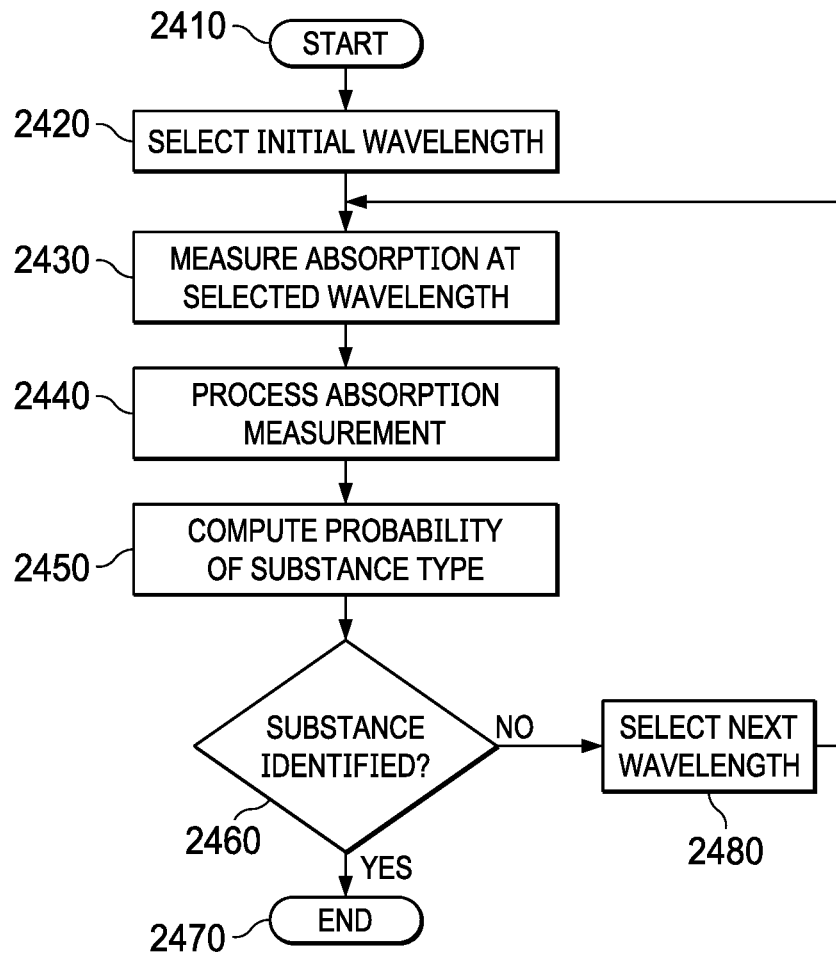 2410
START
2420
SELECT INITIAL WAVELENGTH
2430
MEASURE ABSORPTION AT
SELECTED WAVELENGTH
2440
PROCESS ABSORPTION
MEASUREMENT
2450
COMPUTE PROBABILITY
OF SUBSTANCE TYPE
SUBSTANCE
IDENTIFIED?
2460
NO
SELECT NEXT
WAVELENGTH
2480
YES
2470
END